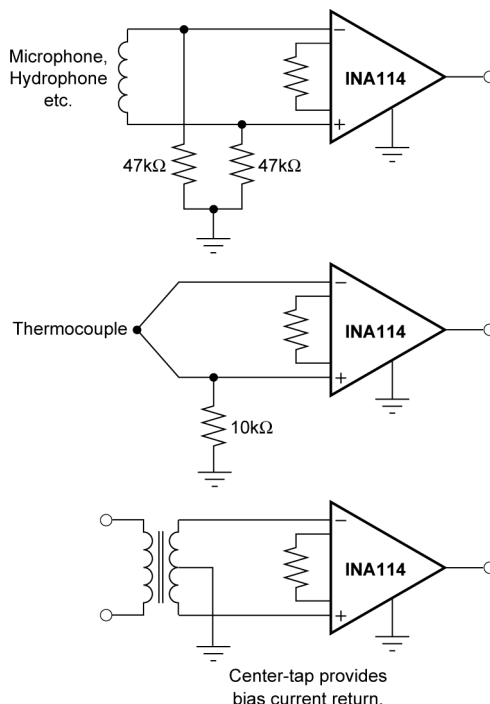 Microphone,
Hydrophone
etc.
−
INA114
+
47kΩ
47kΩ
−
Thermocouple
INA114
+
10kΩ
−
INA114
+
Center-tap provides
bias current return.